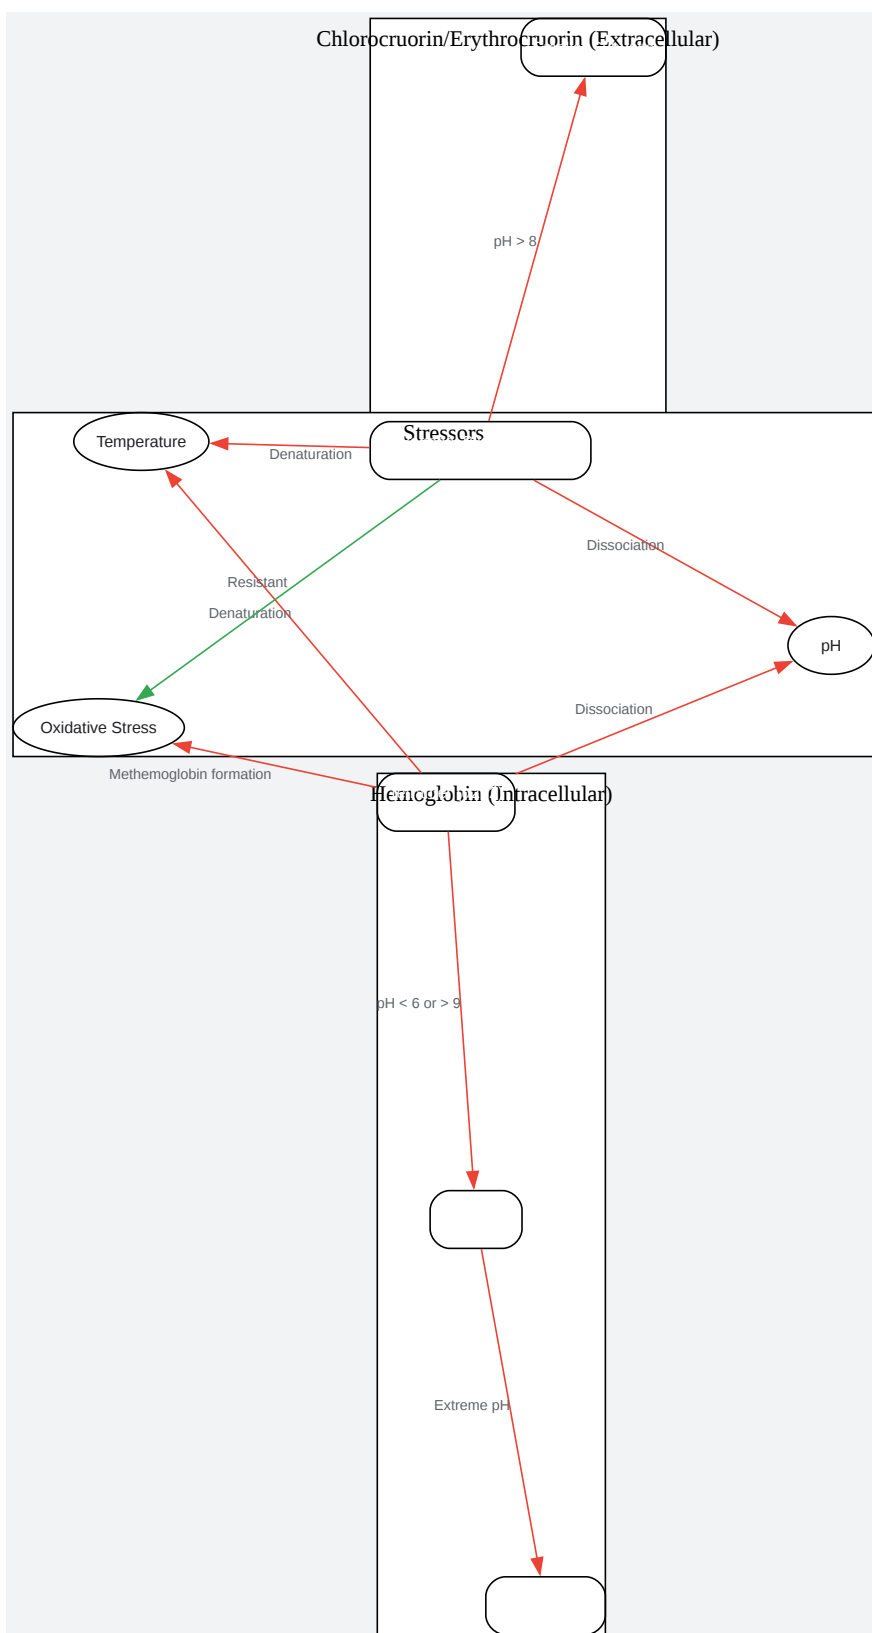 Chlorocruorin/Erythrocruorin (Extracellular)
pH > 8
Stressors
Temperature
Denaturation
Dissociation
Resistant
Denaturation
pH
Dissociation
Oxidative Stress
Methemoglobin formation
Hemoglobin (Intracellular)
pH < 6 or > 9
Extreme pH